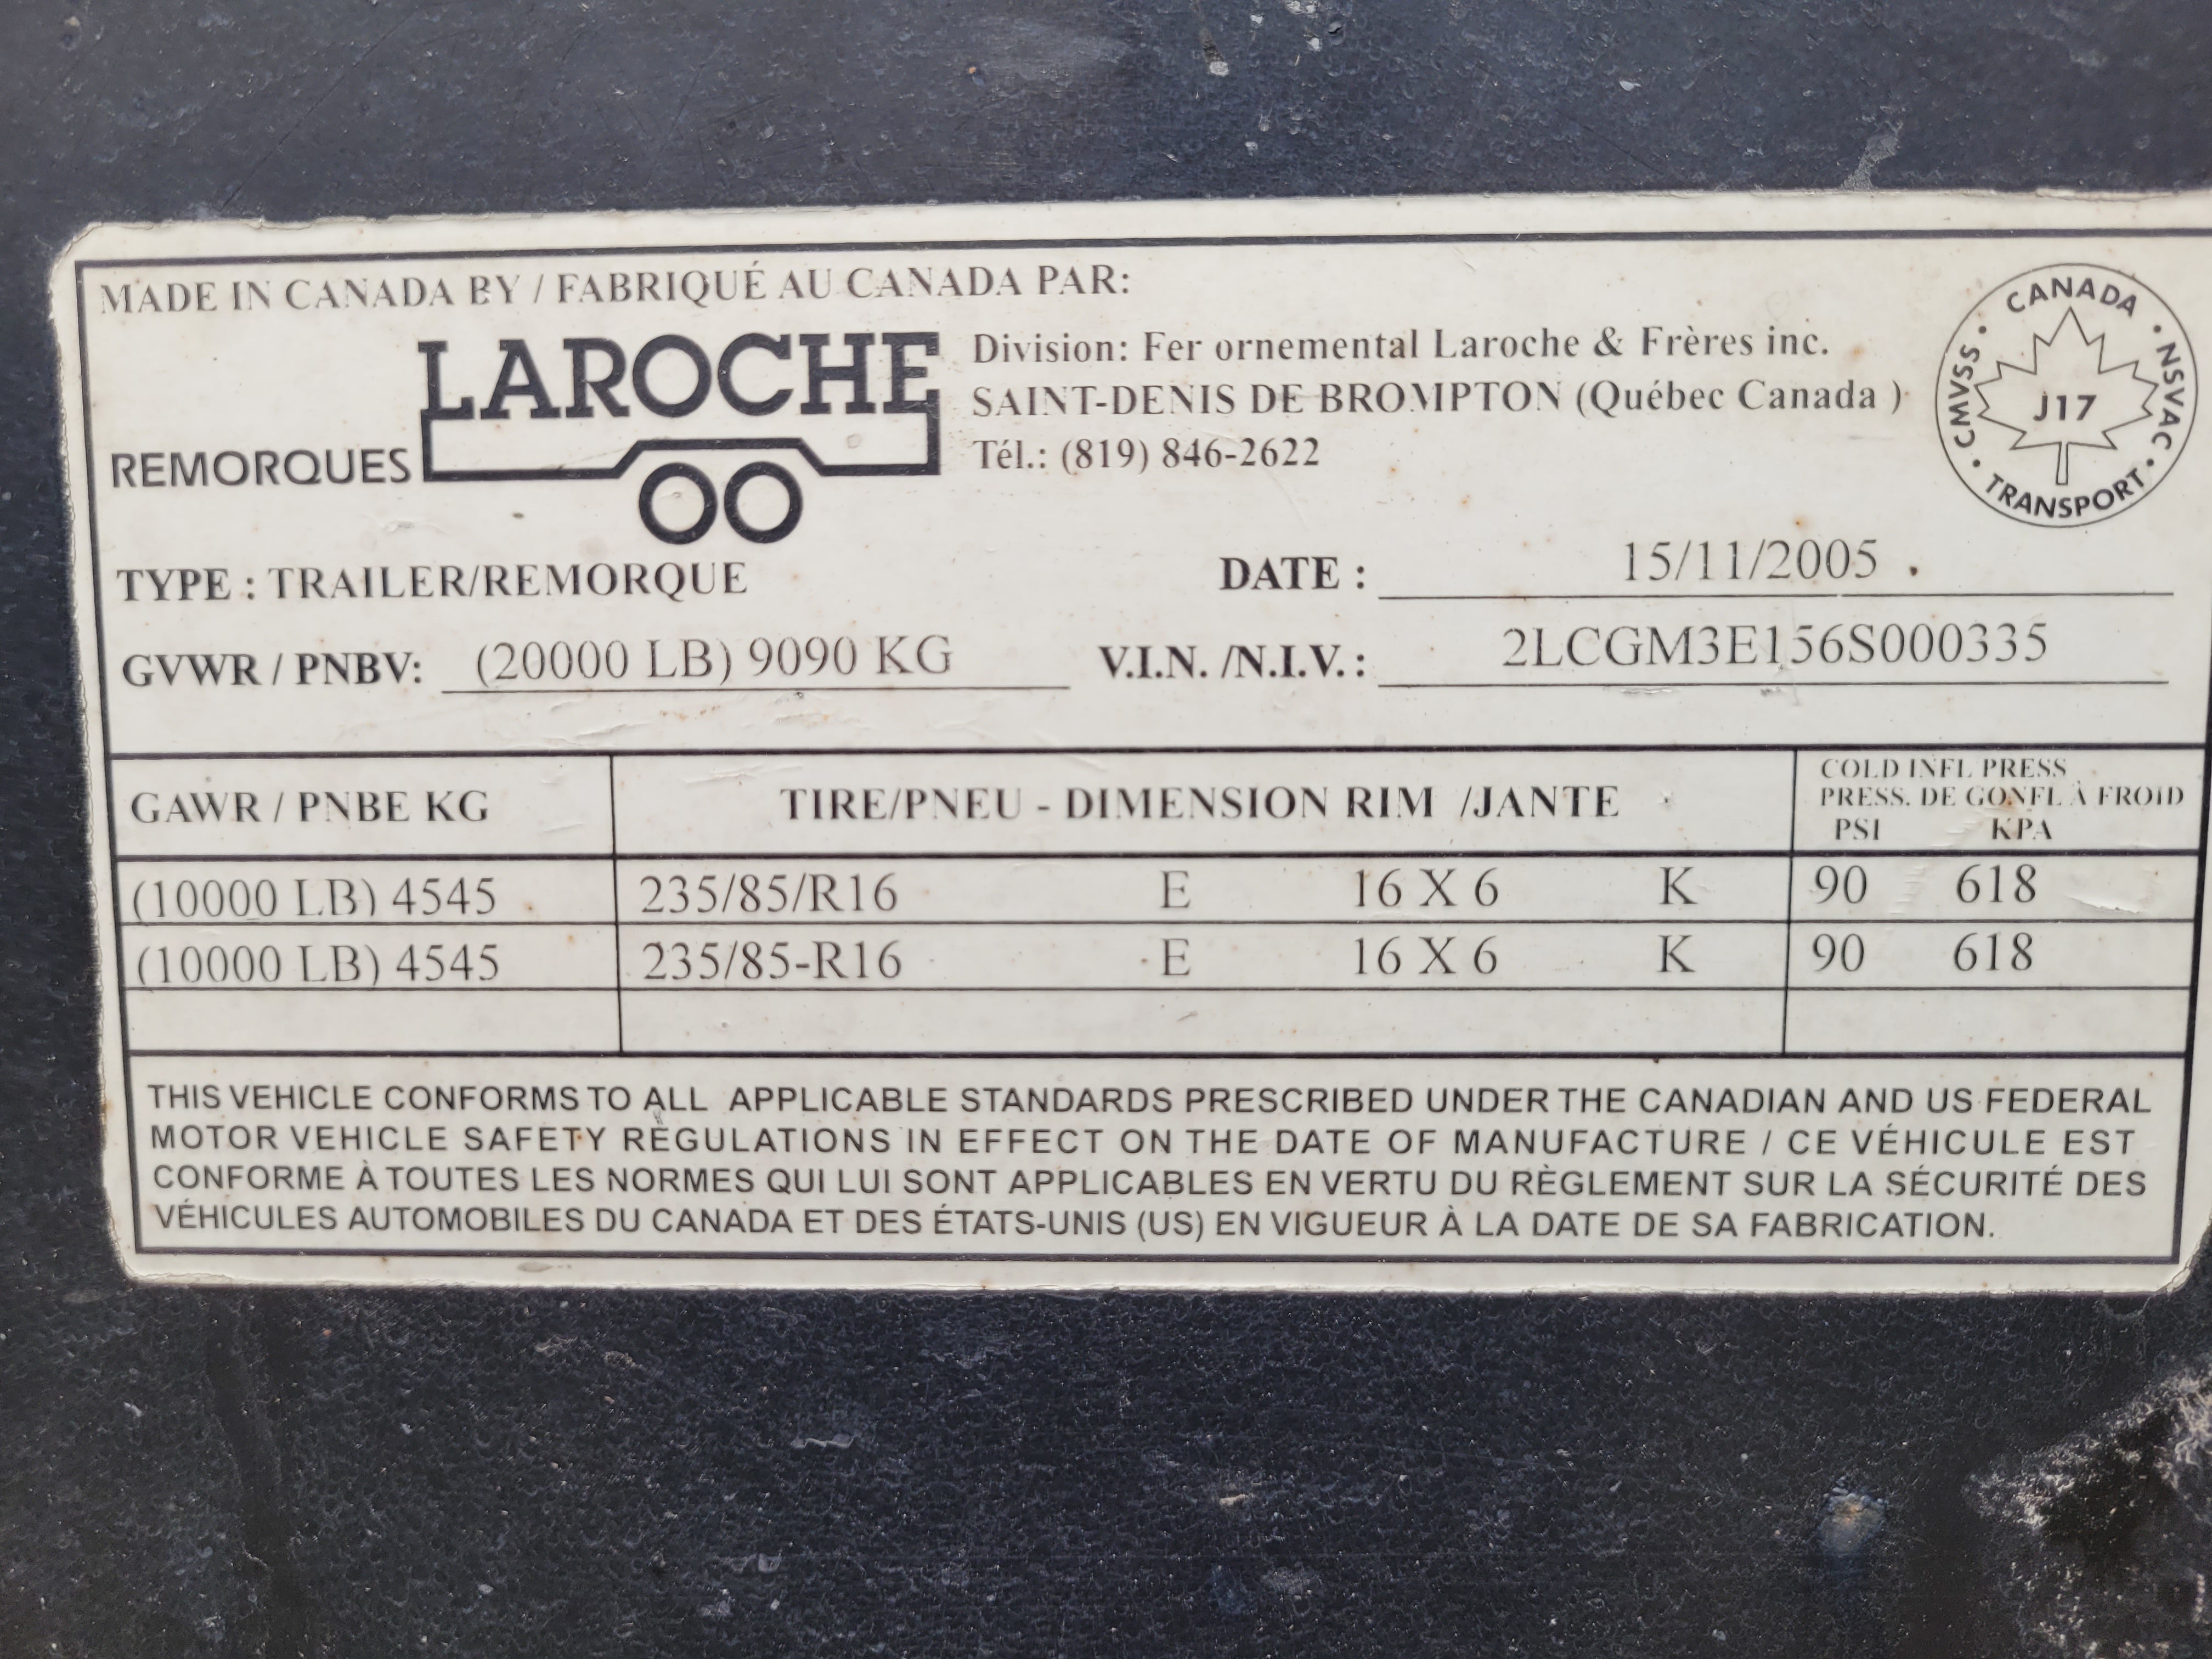 MADE IN CANADA BY / FABRIQUÉ AU CANADA PAR:
REMORQUES LAROCHE
Division: Fer ornemental Laroche & Frères inc.
SAINT-DENIS DE BROMPTON (Québec Canada )
Tél.: (819) 846-2622
CANADA · NSVAC · TRANSPORT · CMVSS ·
J17
TYPE : TRAILER/REMORQUE
DATE : 15/11/2005
GVWR / PNBV: (20000 LB) 9090 KG
V.I.N. /N.I.V. : 2LCGM3E156S000335
GAWR / PNBE KG
TIRE/PNEU - DIMENSION RIM /JANTE
COLD INFL PRESS
PRESS. DE GONFL À FROID
PSI KPA
(10000 LB) 4545 235/85/R16 E 16 X 6 K 90 618
(10000 LB) 4545 235/85-R16 E 16 X 6 K 90 618
THIS VEHICLE CONFORMS TO ALL APPLICABLE STANDARDS PRESCRIBED UNDER THE CANADIAN AND US FEDERAL
MOTOR VEHICLE SAFETY REGULATIONS IN EFFECT ON THE DATE OF MANUFACTURE / CE VÉHICULE EST
CONFORME À TOUTES LES NORMES QUI LUI SONT APPLICABLES EN VERTU DU RÈGLEMENT SUR LA SÉCURITÉ DES
VÉHICULES AUTOMOBILES DU CANADA ET DES ÉTATS-UNIS (US) EN VIGUEUR À LA DATE DE SA FABRICATION.